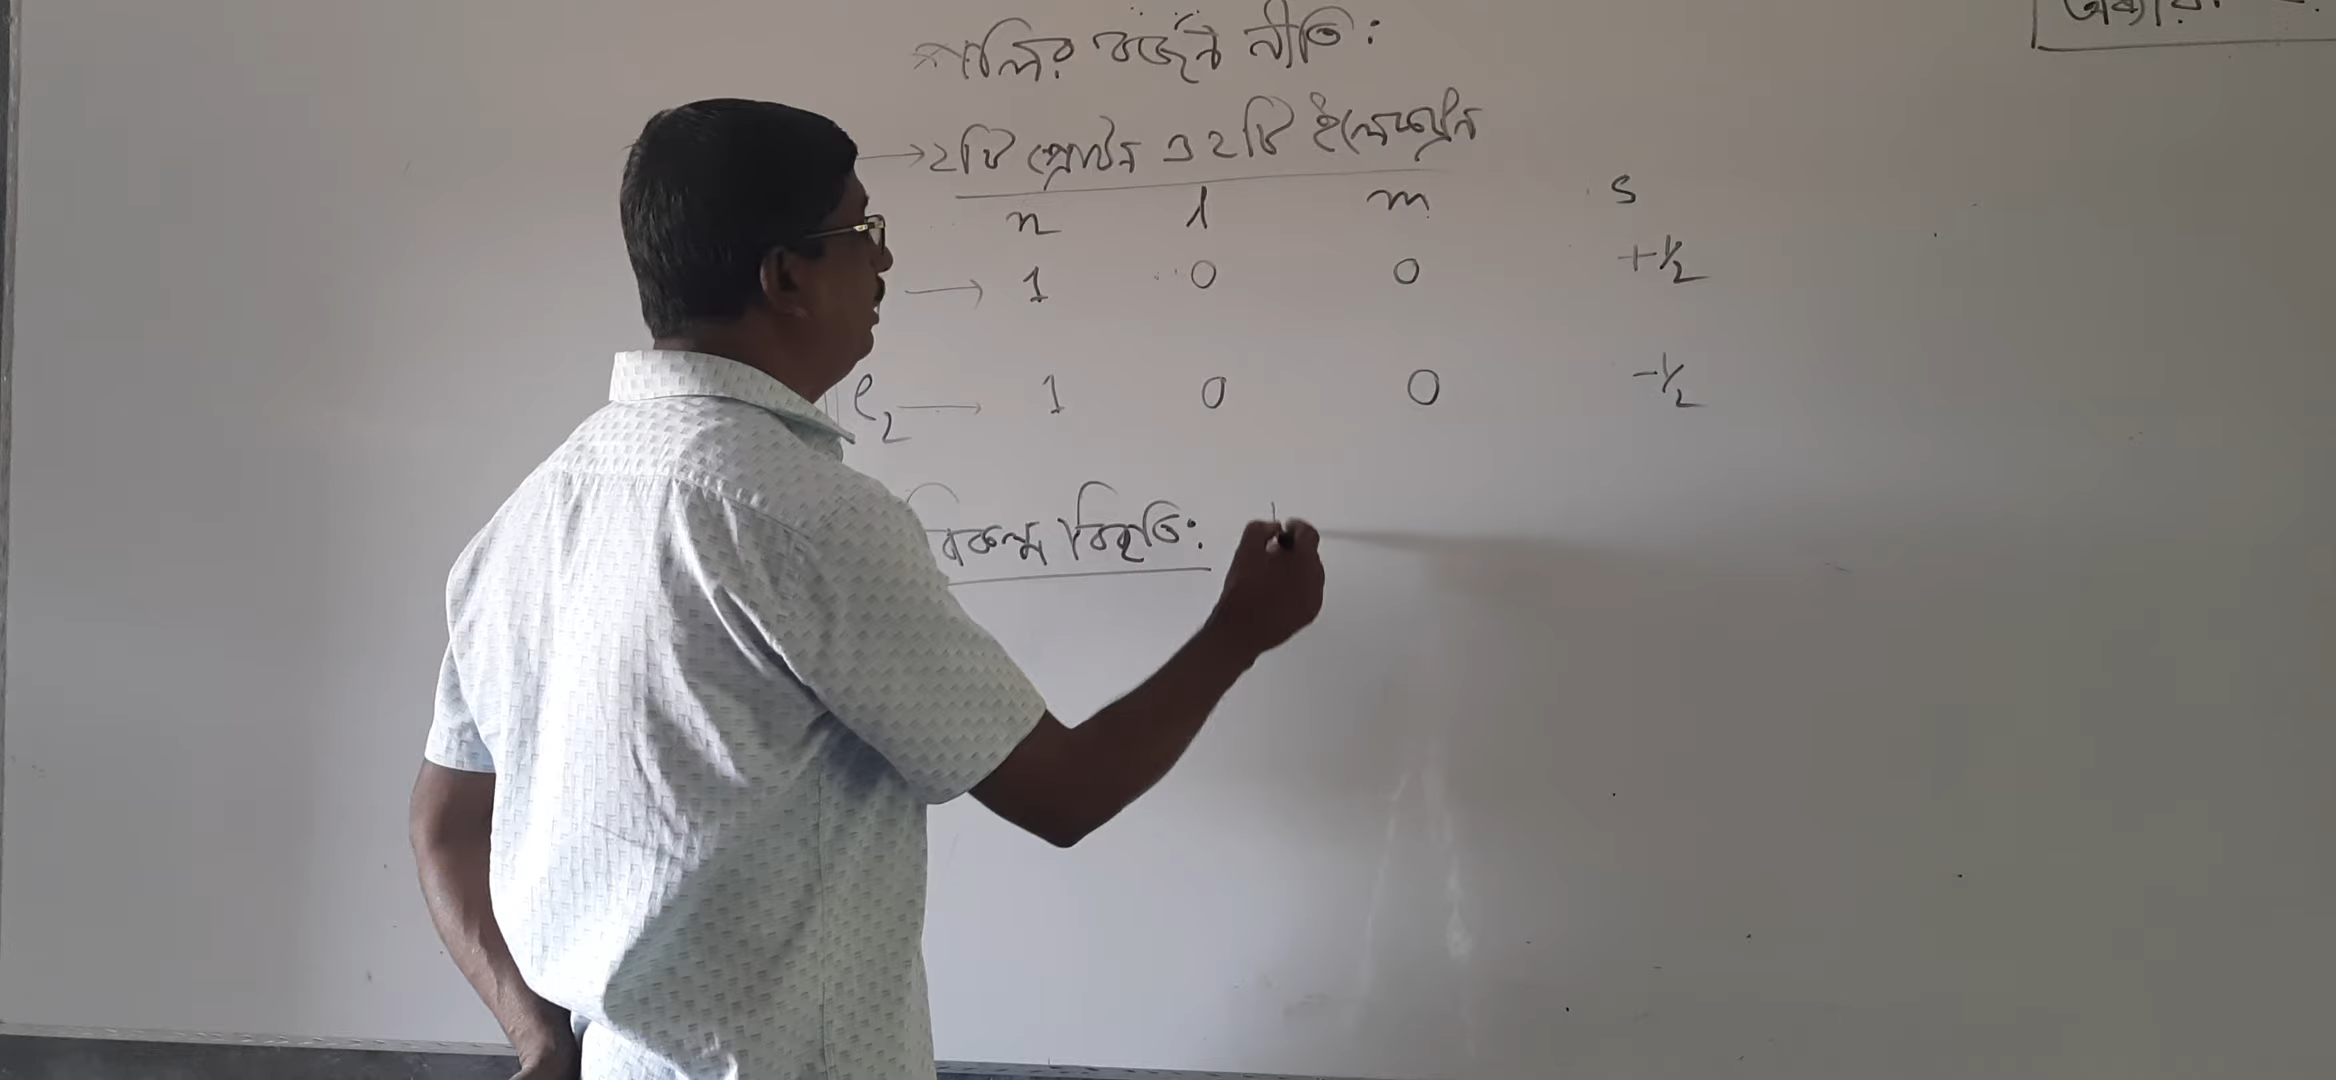 পলির বর্জন নীতি:
→ ২টি প্রোটন ও ২টি ইলেকট্রন
n l m s
→ 1 0 0 +½
e₂ → 1 0 0 -½
বিকল্প বিবৃতি: